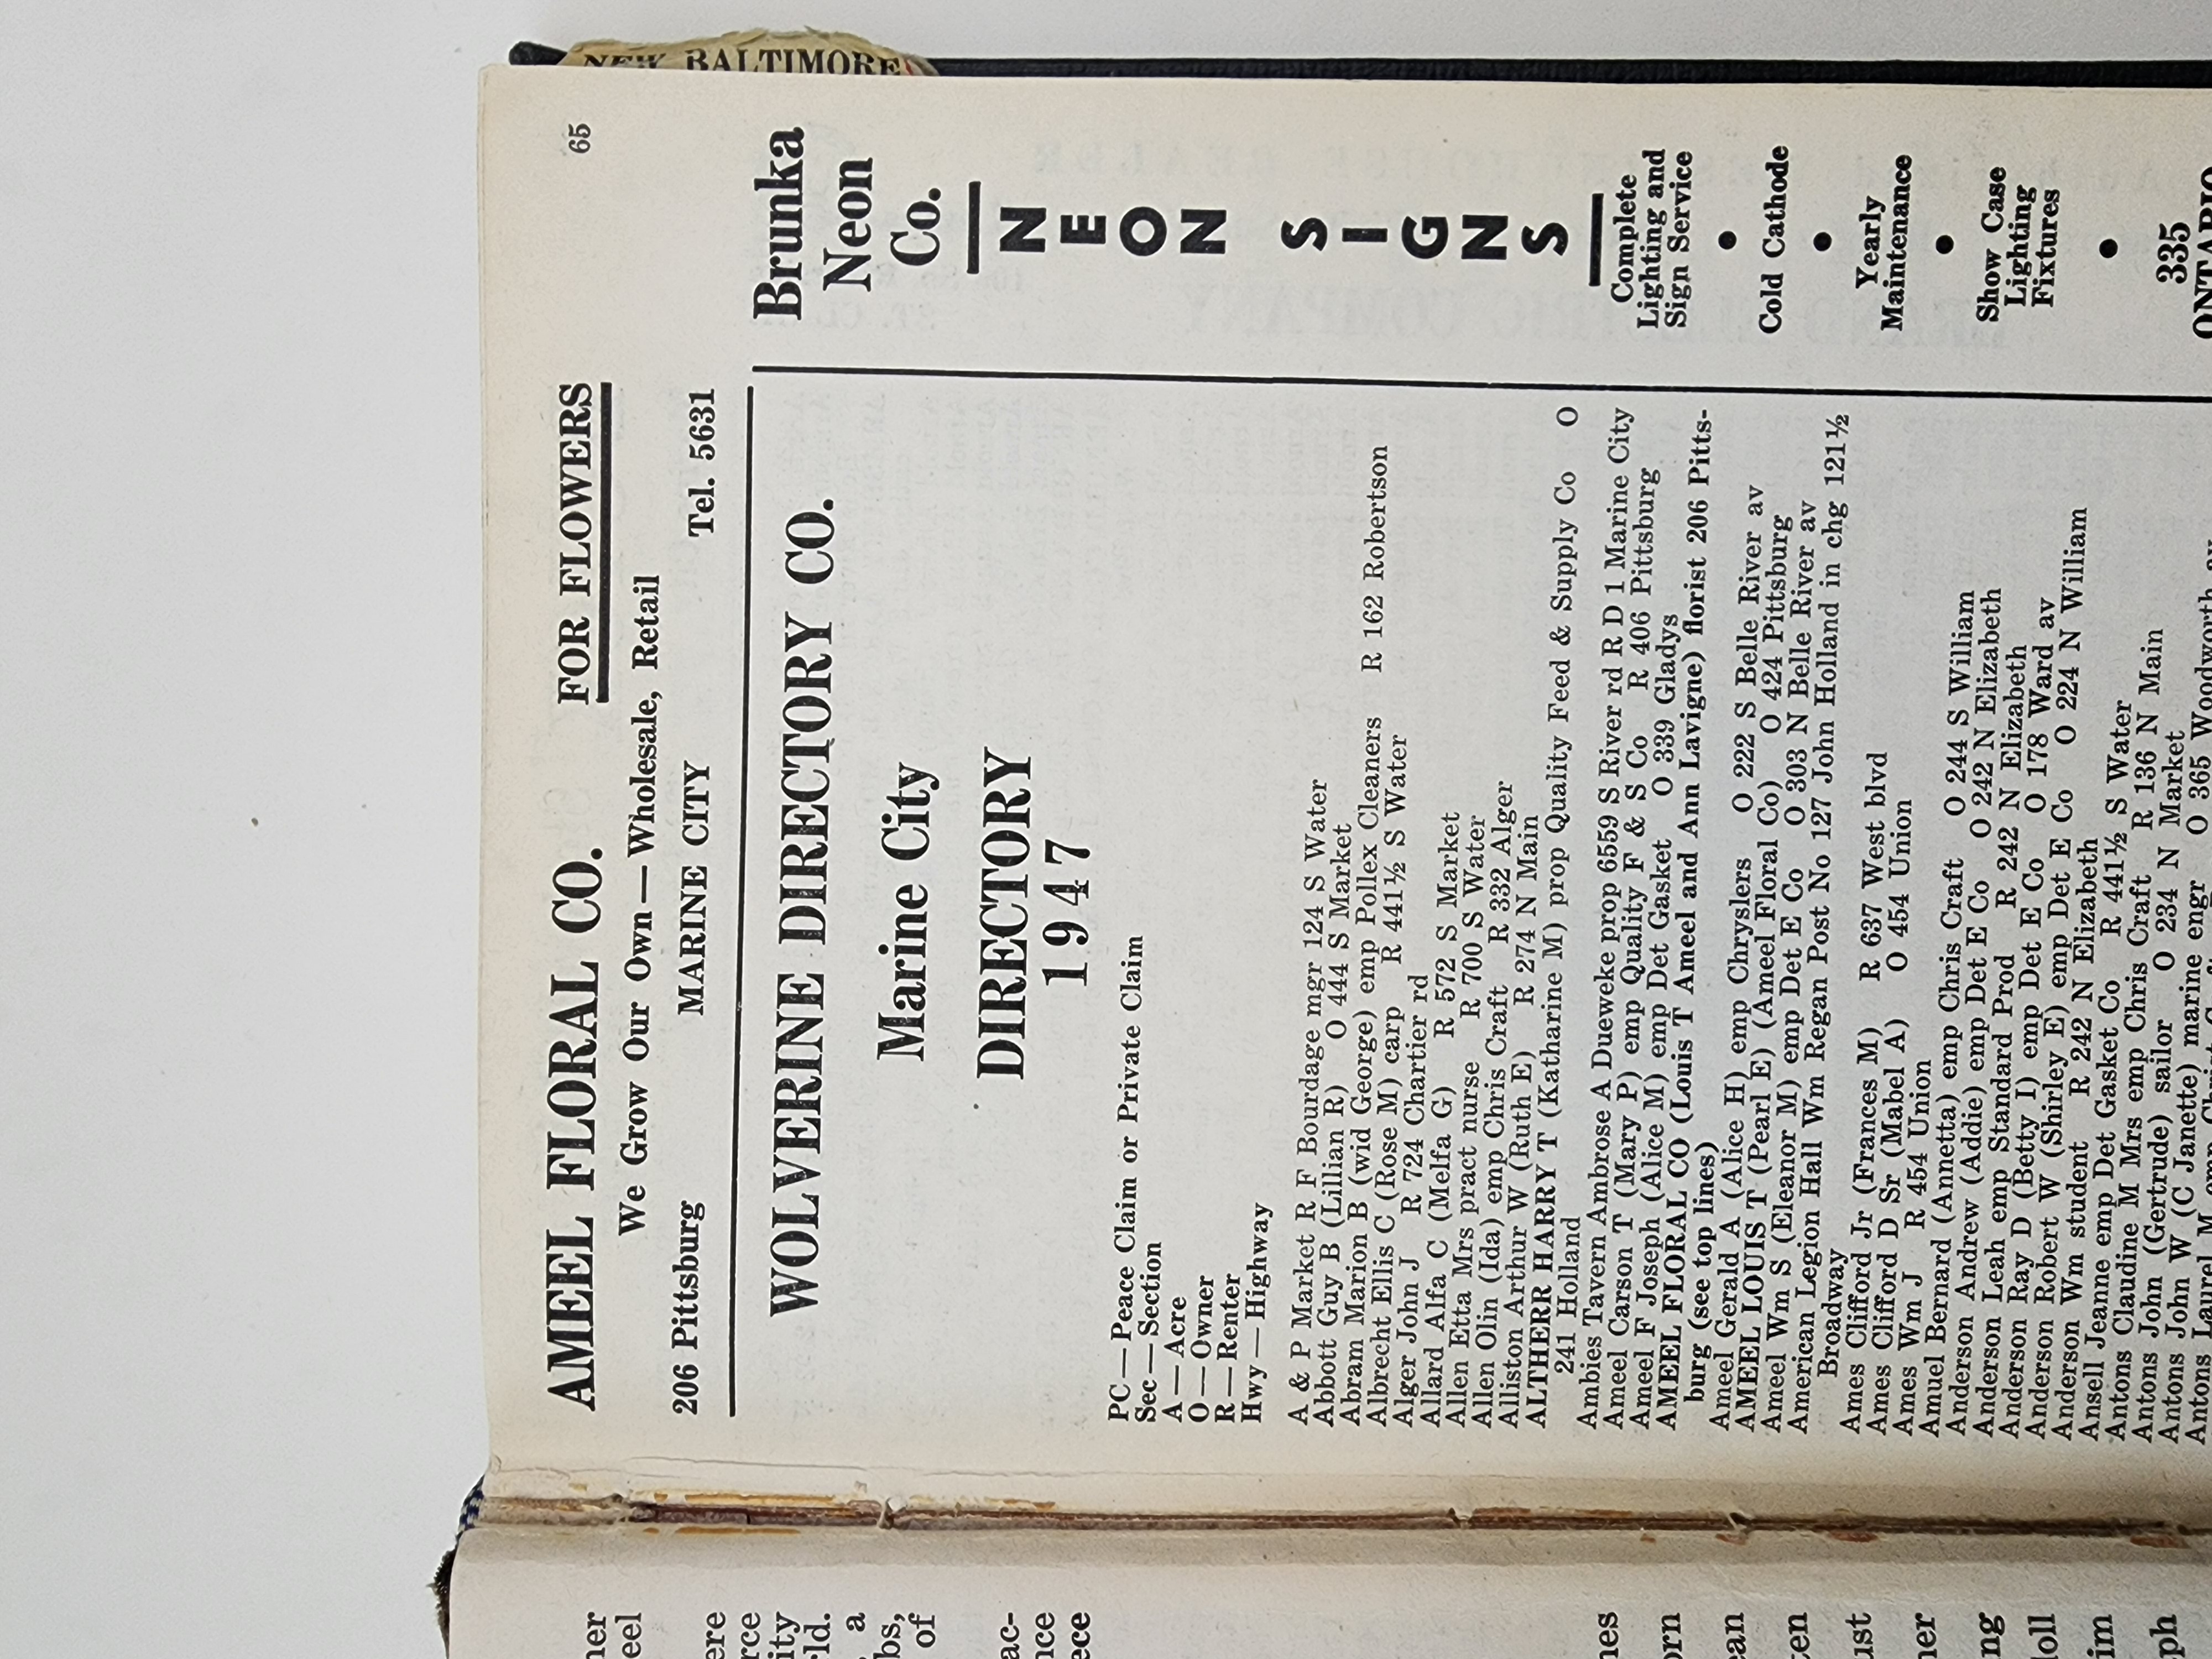 NEW BALTIMORE
65
AMEEL FLORAL CO. FOR FLOWERS
We Grow Our Own — Wholesale, Retail
206 Pittsburg MARINE CITY Tel. 5631
WOLVERINE DIRECTORY CO.
Marine City
DIRECTORY
1947
PC — Peace Claim or Private Claim
Sec — Section
A — Acre
O — Owner
R — Renter
Hwy — Highway
A & P Market R F Bourdage mgr 124 S Water
Abbott Guy B (Lillian R) O 444 S Market
Abram Marion B (wid George) emp Pollex Cleaners R 162 Robertson
Albrecht Ellis C (Rose M) carp R 441½ S Water
Alger John J R 724 Chartier rd
Allard Alfa C (Melfa G) R 572 S Market
Allen Etta Mrs pract nurse R 700 S Water
Allen Olin (Ida) emp Chris Craft R 332 Alger
Alliston Arthur W (Ruth E) R 274 N Main
ALTHERR HARRY T (Katharine M) prop Quality Feed & Supply Co O
241 Holland
Ambies Tavern Ambrose A Dueweke prop 6559 S River rd R D 1 Marine City
Ameel Carson T (Mary P) emp Quality F & S Co R 406 Pittsburg
Ameel F Joseph (Alice M) emp Det Gasket O 339 Gladys
AMEEL FLORAL CO (Louis T Ameel and Ann Lavigne) florist 206 Pitts-
burg (see top lines)
Ameel Gerald A (Alice H) emp Chryslers O 222 S Belle River av
AMEEL LOUIS T (Pearl E) (Ameel Floral Co) O 424 Pittsburg
Ameel Wm S (Eleanor M) emp Det E Co O 303 N Belle River av
American Legion Hall Wm Regan Post No 127 John Holland in chg 121½
Broadway
Ames Clifford Jr (Frances M) R 637 West blvd
Ames Clifford D Sr (Mabel A) O 454 Union
Ames Wm J R 454 Union
Amuel Bernard (Annetta) emp Chris Craft O 244 S William
Anderson Andrew (Addie) emp Det E Co O 242 N Elizabeth
Anderson Leah emp Standard Prod R 242 N Elizabeth
Anderson Ray D (Betty I) emp Det E Co O 178 Ward av
Anderson Robert W (Shirley E) emp Det E Co O 224 N William
Anderson Wm student R 242 N Elizabeth
Ansell Jeanne emp Det Gasket Co R 441½ S Water
Antons Claudine M Mrs emp Chris Craft R 136 N Main
Antons John (Gertrude) sailor O 234 N Market
Antons John W (C Janette) marine engr O 365 Woodworth av
Antons Laurel M emp Chris Craft
Brunka
Neon
Co.
NEON
SIGNS
Complete
Lighting and
Sign Service
•
Cold Cathode
•
Yearly
Maintenance
•
Show Case
Lighting
Fixtures
•
335
ONTARIO